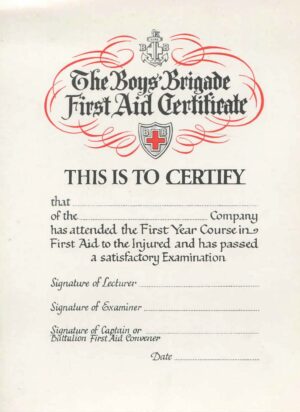 B B
The Boys' Brigade
First Aid Certificate
THIS IS TO CERTIFY
that
of the Company
has attended the First Year Course in
First Aid to the Injured and has passed
a satisfactory Examination
Signature of Lecturer
Signature of Examiner
Signature of Captain or
Battalion First Aid Convener
Date